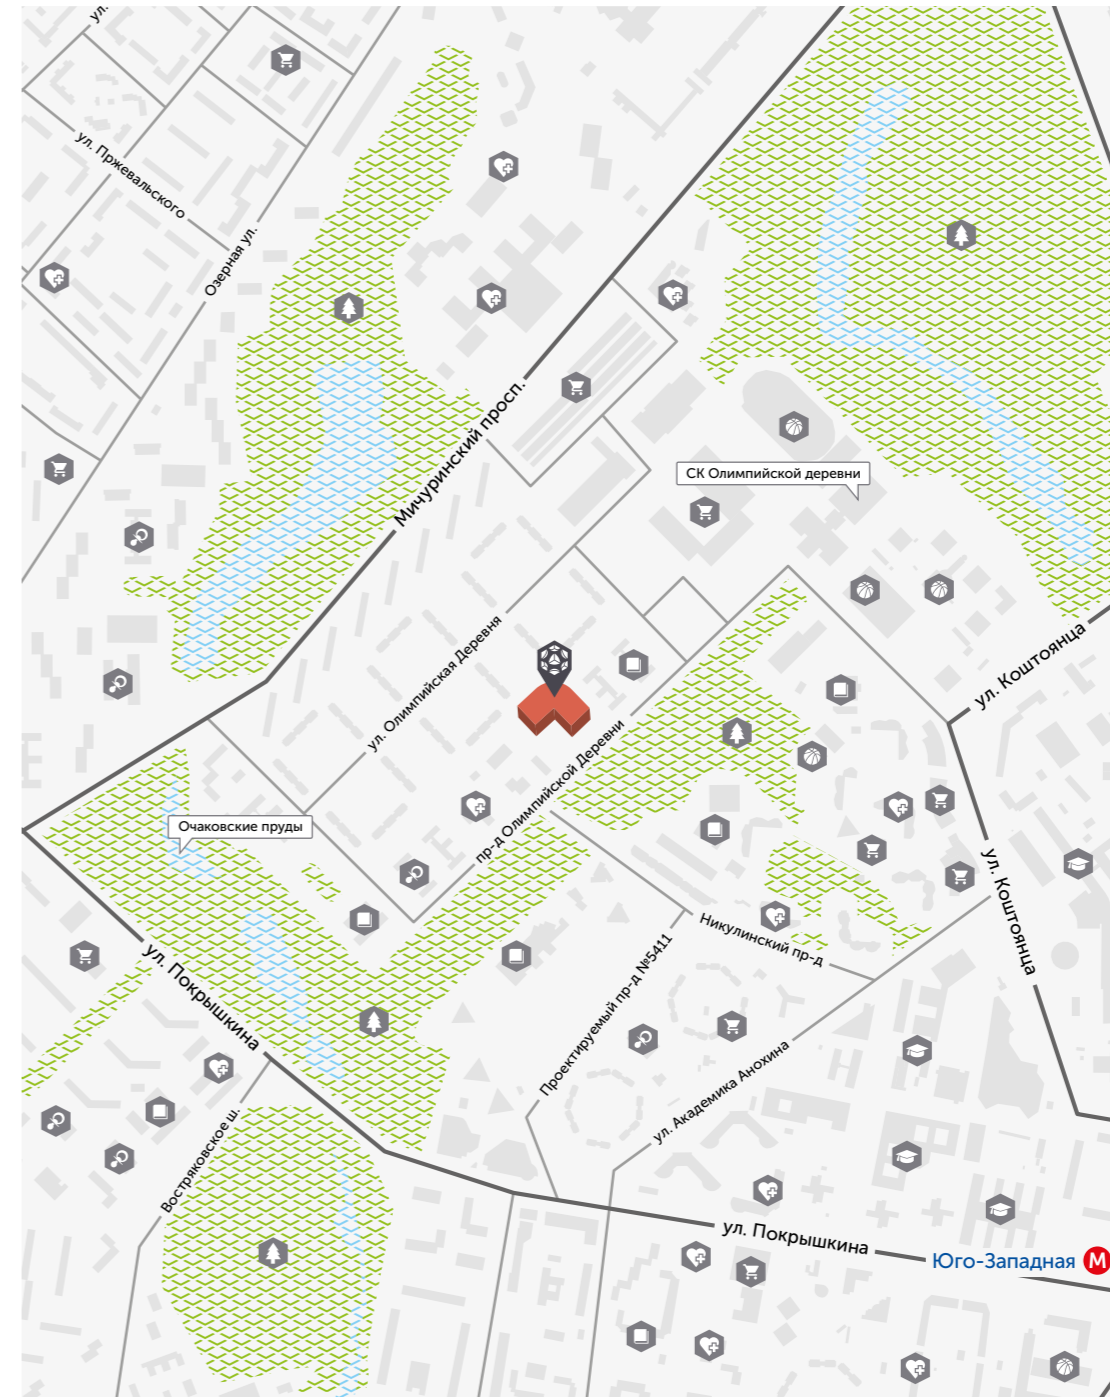 ул.
ул. Пржевальского
Озерная ул.
Мичуринский просп.
СК Олимпийской деревни
ул. Олимпийская Деревня
ул. Коштоянца
пр-д Олимпийской Деревни
Очаковские пруды
ул. Коштоянца
Никулинский пр-д
ул. Покрышкина
Проектируемый пр-д №5411
ул. Академика Анохина
Востряковское ш.
ул. Покрышкина
Юго-Западная М